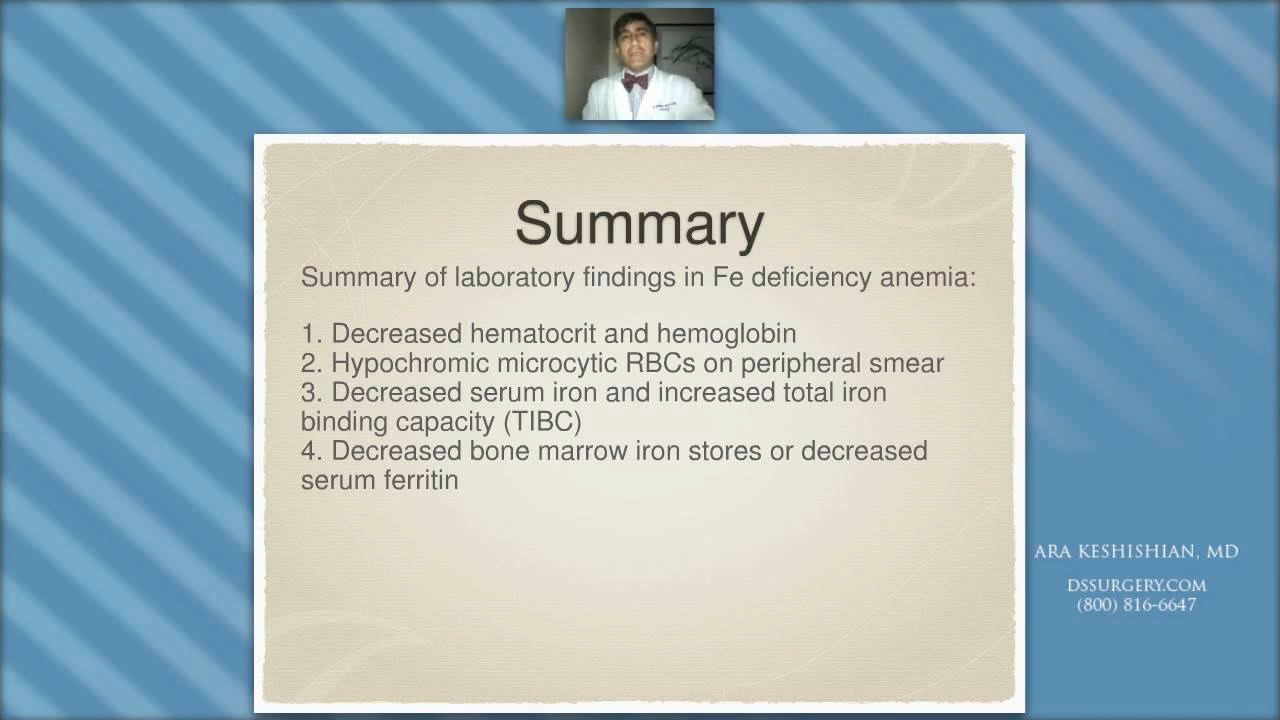 Summary
Summary of laboratory findings in Fe deficiency anemia:
1. Decreased hematocrit and hemoglobin
2. Hypochromic microcytic RBCs on peripheral smear
3. Decreased serum iron and increased total iron
binding capacity (TIBC)
4. Decreased bone marrow iron stores or decreased
serum ferritin
ARA KESHISHIAN, MD
DSSURGERY.COM
(800) 816-6647